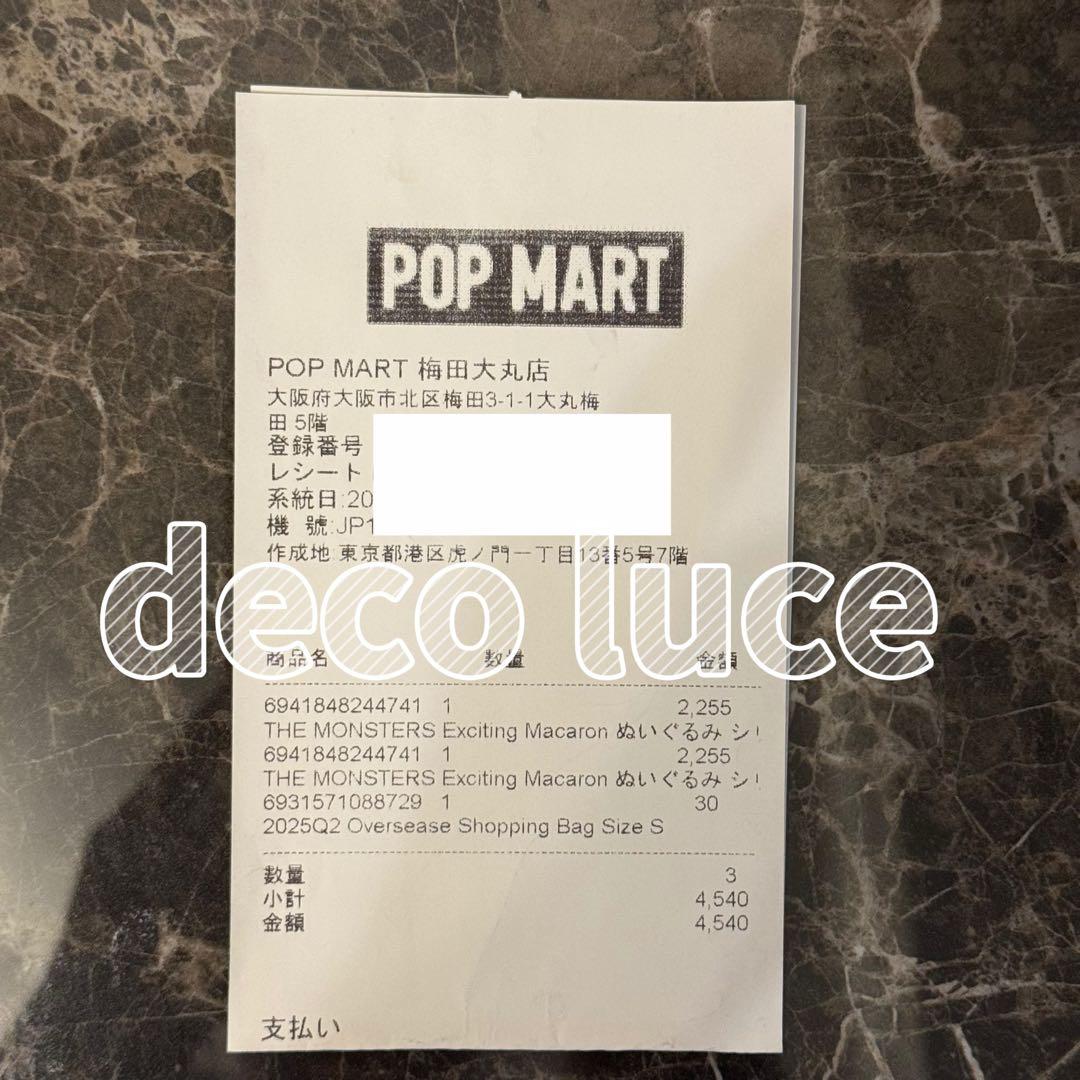 POP MART
POP MART 梅田大丸店
大阪府大阪市北区梅田3-1-1大丸梅
田 5階
登録番号
レシート
系統日:20
機 號:JP1
作成地:東京都港区虎ノ門一丁目13番5号7階
deco luce
商品名 数量 金額
6941848244741 1 2,255
THE MONSTERS Exciting Macaron ぬいぐるみ シ
6941848244741 1 2,255
THE MONSTERS Exciting Macaron ぬいぐるみ シ
6931571088729 1 30
2025Q2 Oversease Shopping Bag Size S
数量 3
小計 4,540
金額 4,540
支払い